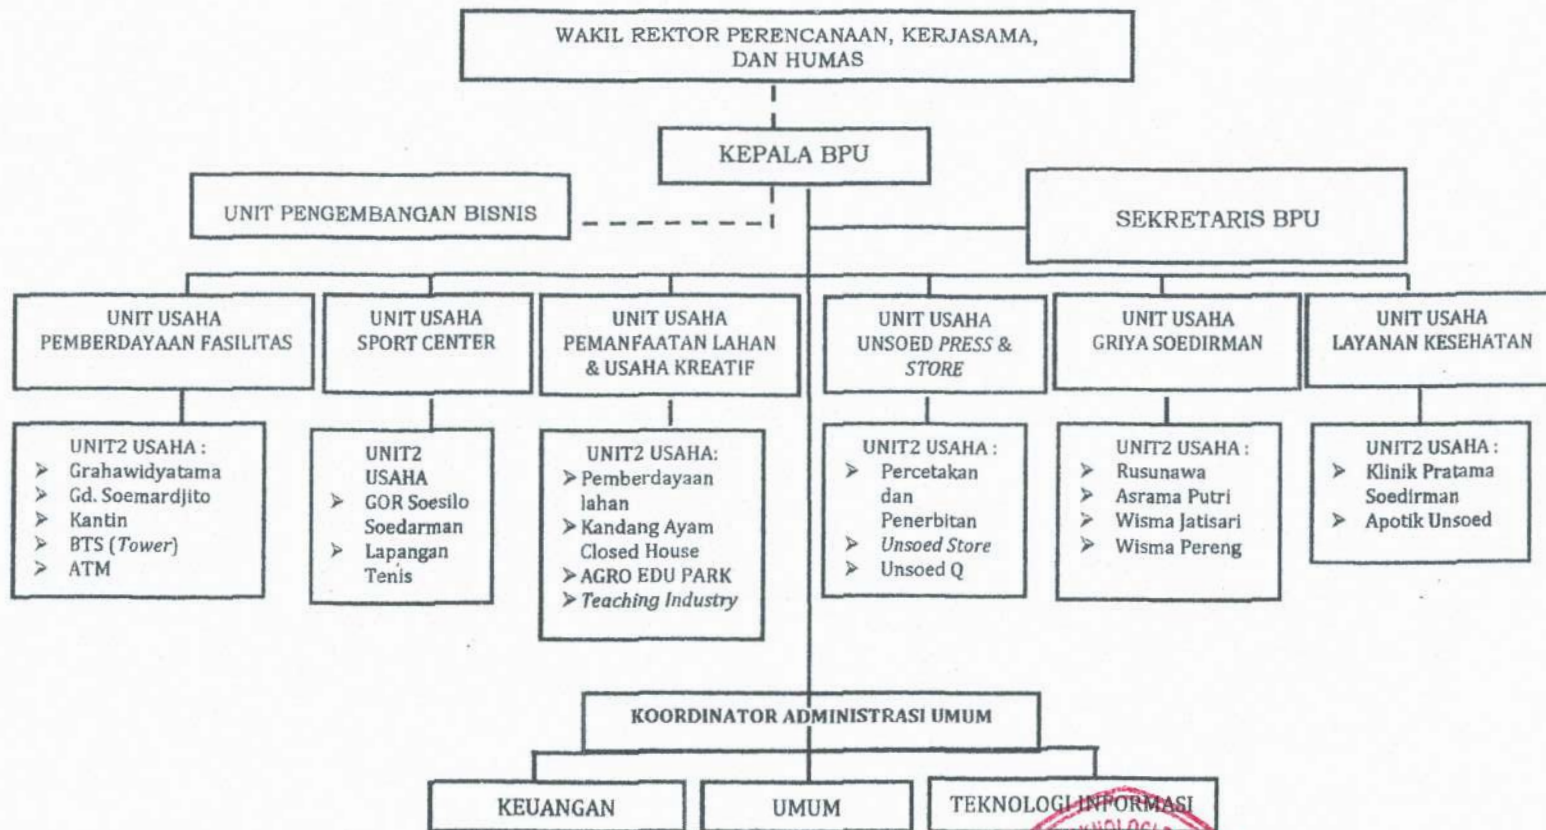 WAKIL REKTOR PERENCANAAN, KERJASAMA,
DAN HUMAS
KEPALA BPU
UNIT PENGEMBANGAN BISNIS
SEKRETARIS BPU
UNIT USAHA
PEMBERDAYAAN FASILITAS
UNIT USAHA
SPORT CENTER
UNIT USAHA
PEMANFAATAN LAHAN
& USAHA KREATIF
UNIT USAHA
UNSOED PRESS &
STORE
UNIT USAHA
GRIYA SOEDIRMAN
UNIT USAHA
LAYANAN KESEHATAN
UNIT2 USAHA :
➤ Grahawidyatama
➤ Gd. Soemardjito
➤ Kantin
➤ BTS (Tower)
➤ ATM
UNIT2
USAHA
➤ GOR Soesilo
Soedarman
➤ Lapangan
Tenis
UNIT2 USAHA:
➤ Pemberdayaan
lahan
➤ Kandang Ayam
Closed House
➤ AGRO EDU PARK
➤ Teaching Industry
UNIT2 USAHA :
➤ Percetakan
dan
Penerbitan
➤ Unsoed Store
➤ Unsoed Q
UNIT2 USAHA :
➤ Rusunawa
➤ Asrama Putri
➤ Wisma Jatisari
➤ Wisma Pereng
UNIT2 USAHA :
➤ Klinik Pratama
Soedirman
➤ Apotik Unsoed
KOORDINATOR ADMINISTRASI UMUM
KEUANGAN
UMUM
TEKNOLOGI INFORMASI